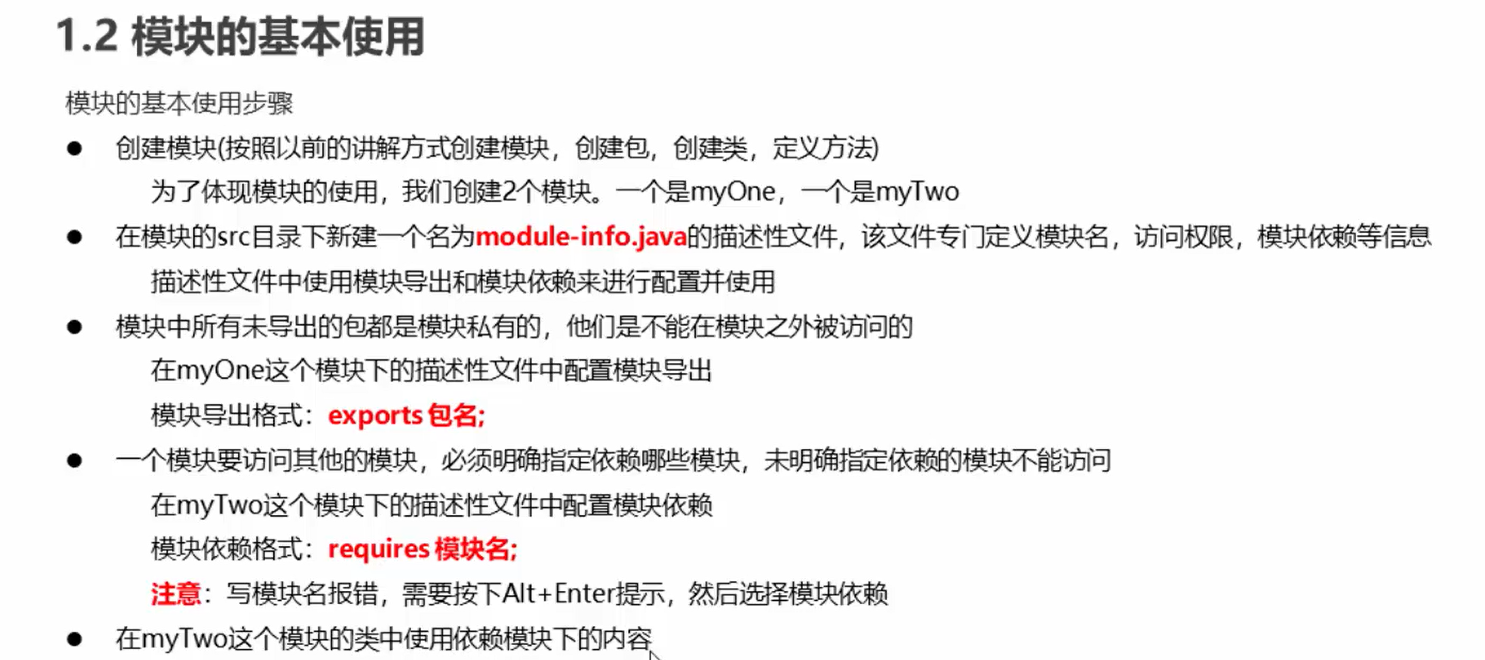 1.2 模块的基本使用
模块的基本使用步骤
● 创建模块(按照以前的讲解方式创建模块，创建包，创建类，定义方法)
为了体现模块的使用，我们创建2个模块。一个是myOne，一个是myTwo
● 在模块的src目录下新建一个名为module-info.java的描述性文件，该文件专门定义模块名，访问权限，模块依赖等信息
描述性文件中使用模块导出和模块依赖来进行配置并使用
● 模块中所有未导出的包都是模块私有的，他们是不能在模块之外被访问的
在myOne这个模块下的描述性文件中配置模块导出
模块导出格式：exports 包名;
● 一个模块要访问其他的模块，必须明确指定依赖哪些模块，未明确指定依赖的模块不能访问
在myTwo这个模块下的描述性文件中配置模块依赖
模块依赖格式：requires 模块名;
注意：写模块名报错，需要按下Alt+Enter提示，然后选择模块依赖
● 在myTwo这个模块的类中使用依赖模块下的内容